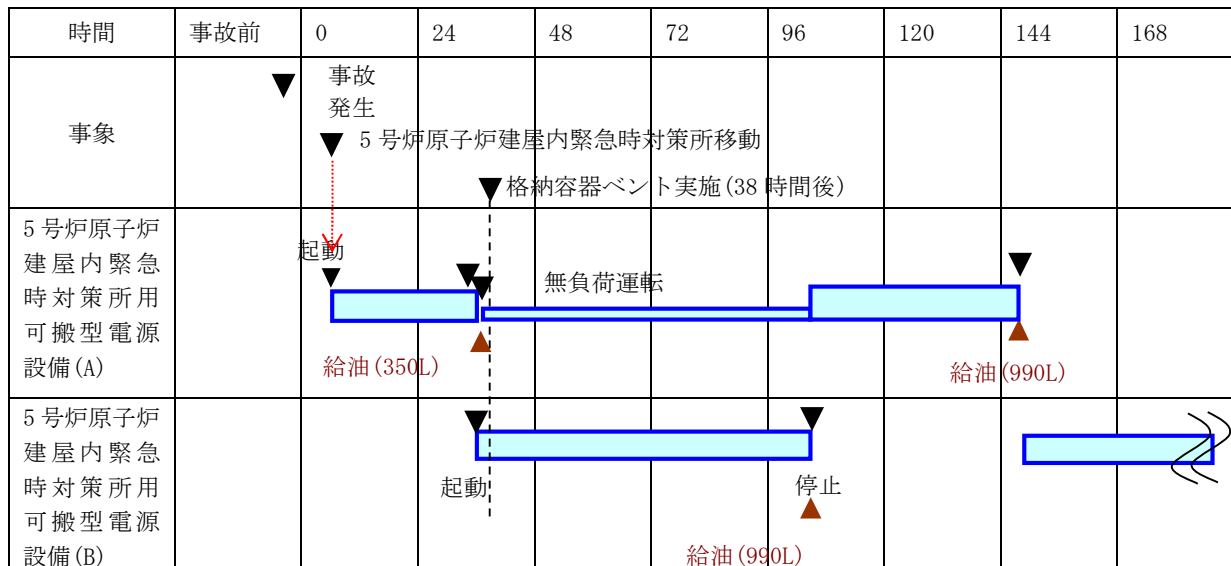 時間 事故前 0 24 48 72 96 120 144 168
事象
事故
発生
5 号炉原子炉建屋内緊急時対策所移動
格納容器ベント実施(38 時間後)
5 号炉原子炉
建屋内緊急
時対策所用
可搬型電源
設備(A)
起動
無負荷運転
給油(350L)
給油(990L)
5 号炉原子炉
建屋内緊急
時対策所用
可搬型電源
設備(B)
起動
停止
給油(990L)